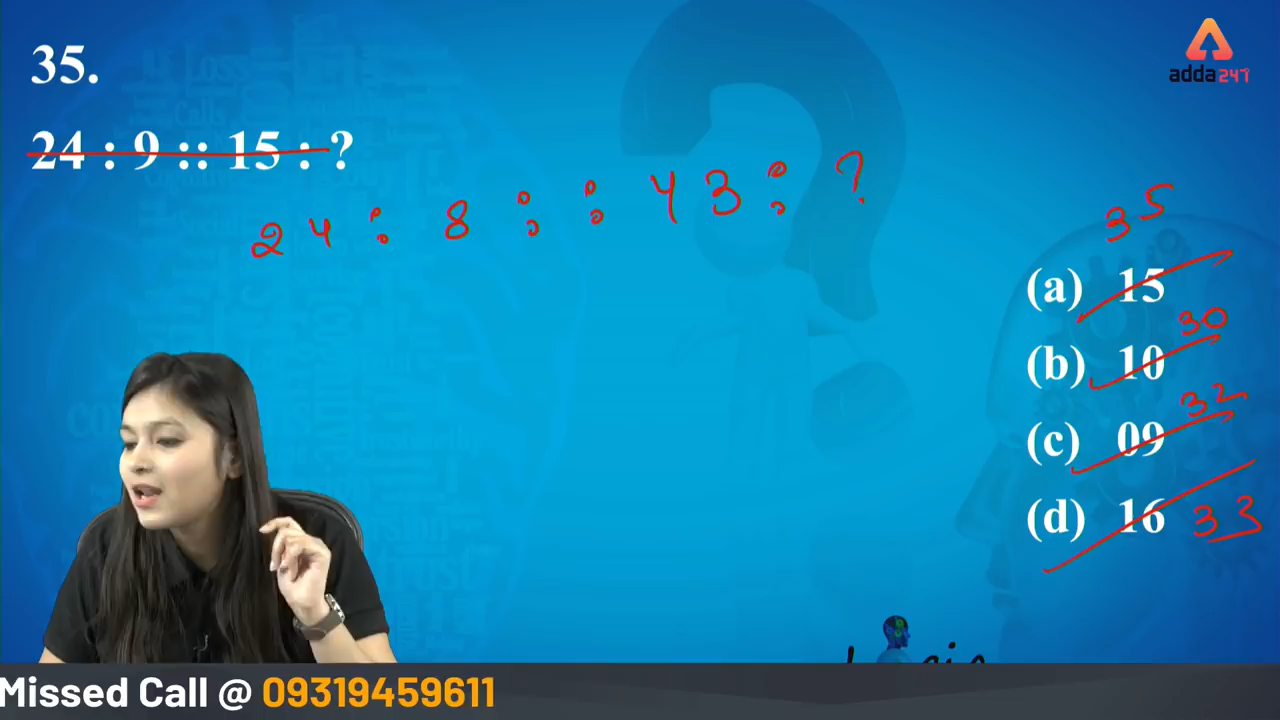 35.
adda247
24 : 9 :: 15 : ?
24 : 8 :: 43 : ?
35
(a) 15
30
(b) 10
32
(c) 09
(d) 16 33
Missed Call @ 09319459611